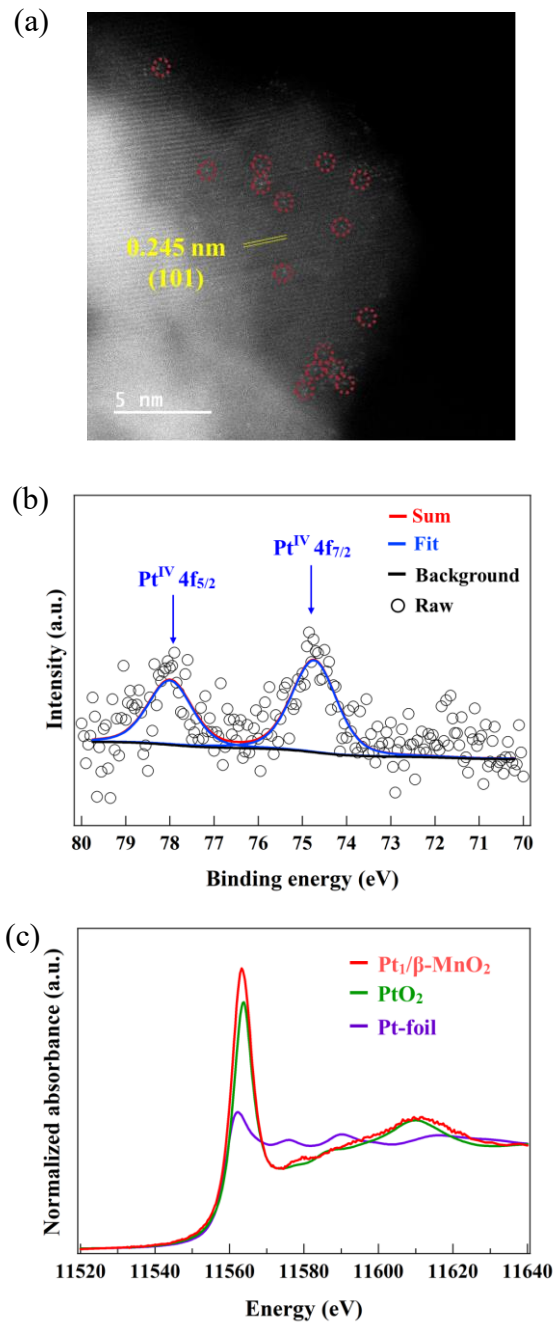 (a)
0.245 nm
(101)
5 nm
(b)
Intensity (a.u.)
Pt^IV 4f5/2
Pt^IV 4f7/2
Sum
Fit
Background
Raw
80 79 78 77 76 75 74 73 72 71 70
Binding energy (eV)
(c)
Normalized absorbance (a.u.)
Pt₁/β-MnO₂
PtO₂
Pt-foil
11520 11540 11560 11580 11600 11620 11640
Energy (eV)